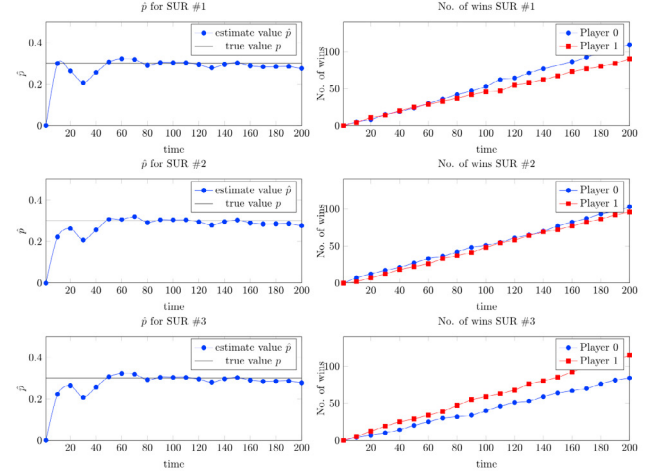 p̂ for SUR #1
No. of wins SUR #1
0.4
0.2
0
p̂
estimate value p̂
true value p
20 40 60 80 100 120 140 160 180 200
time
100
50
0
No. of wins
Player 0
Player 1
20 40 60 80 100 120 140 160 180 200
time
p̂ for SUR #2
No. of wins SUR #2
0.4
0.2
0
p̂
estimate value p̂
true value p
20 40 60 80 100 120 140 160 180 200
time
100
50
0
No. of wins
Player 0
Player 1
20 40 60 80 100 120 140 160 180 200
time
p̂ for SUR #3
No. of wins SUR #3
0.4
0.2
0
p̂
estimate value p̂
true value p
20 40 60 80 100 120 140 160 180 200
time
100
50
0
No. of wins
Player 0
Player 1
20 40 60 80 100 120 140 160 180 200
time